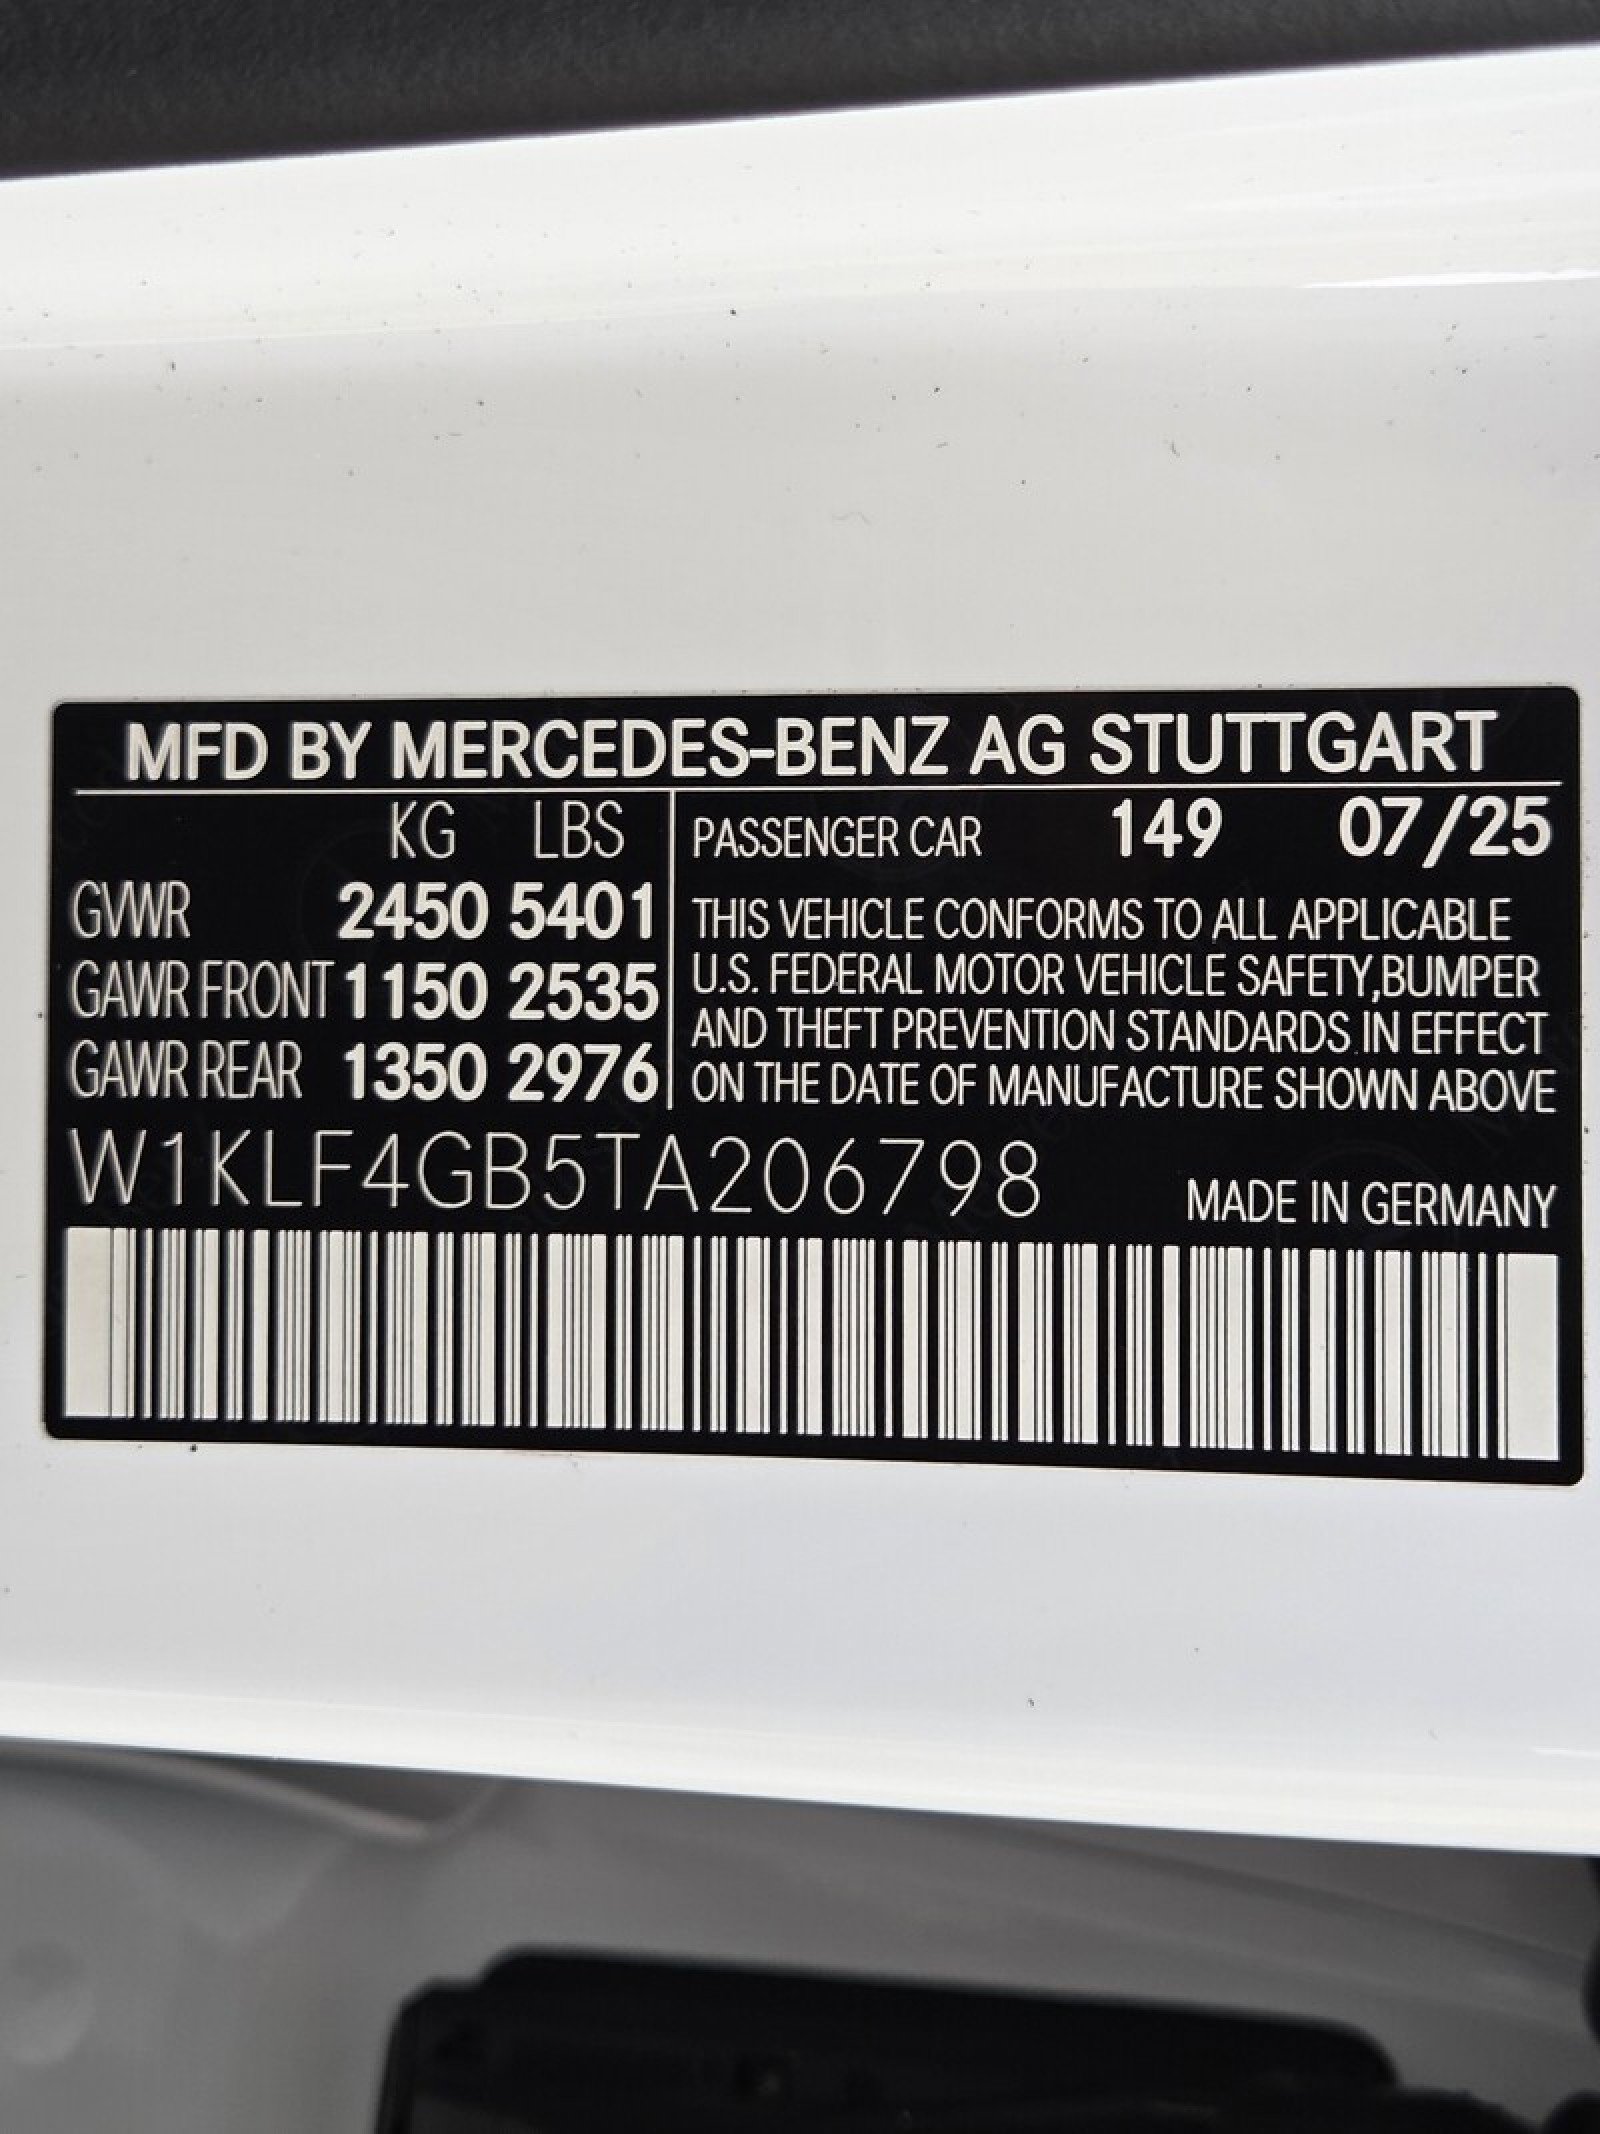 MFD BY MERCEDES-BENZ AG STUTTGART
KG LBS
GVWR 2450 5401
GAWR FRONT 1150 2535
GAWR REAR 1350 2976
PASSENGER CAR 149 07/25
THIS VEHICLE CONFORMS TO ALL APPLICABLE
U.S. FEDERAL MOTOR VEHICLE SAFETY,BUMPER
AND THEFT PREVENTION STANDARDS IN EFFECT
ON THE DATE OF MANUFACTURE SHOWN ABOVE
W1KLF4GB5TA206798
MADE IN GERMANY